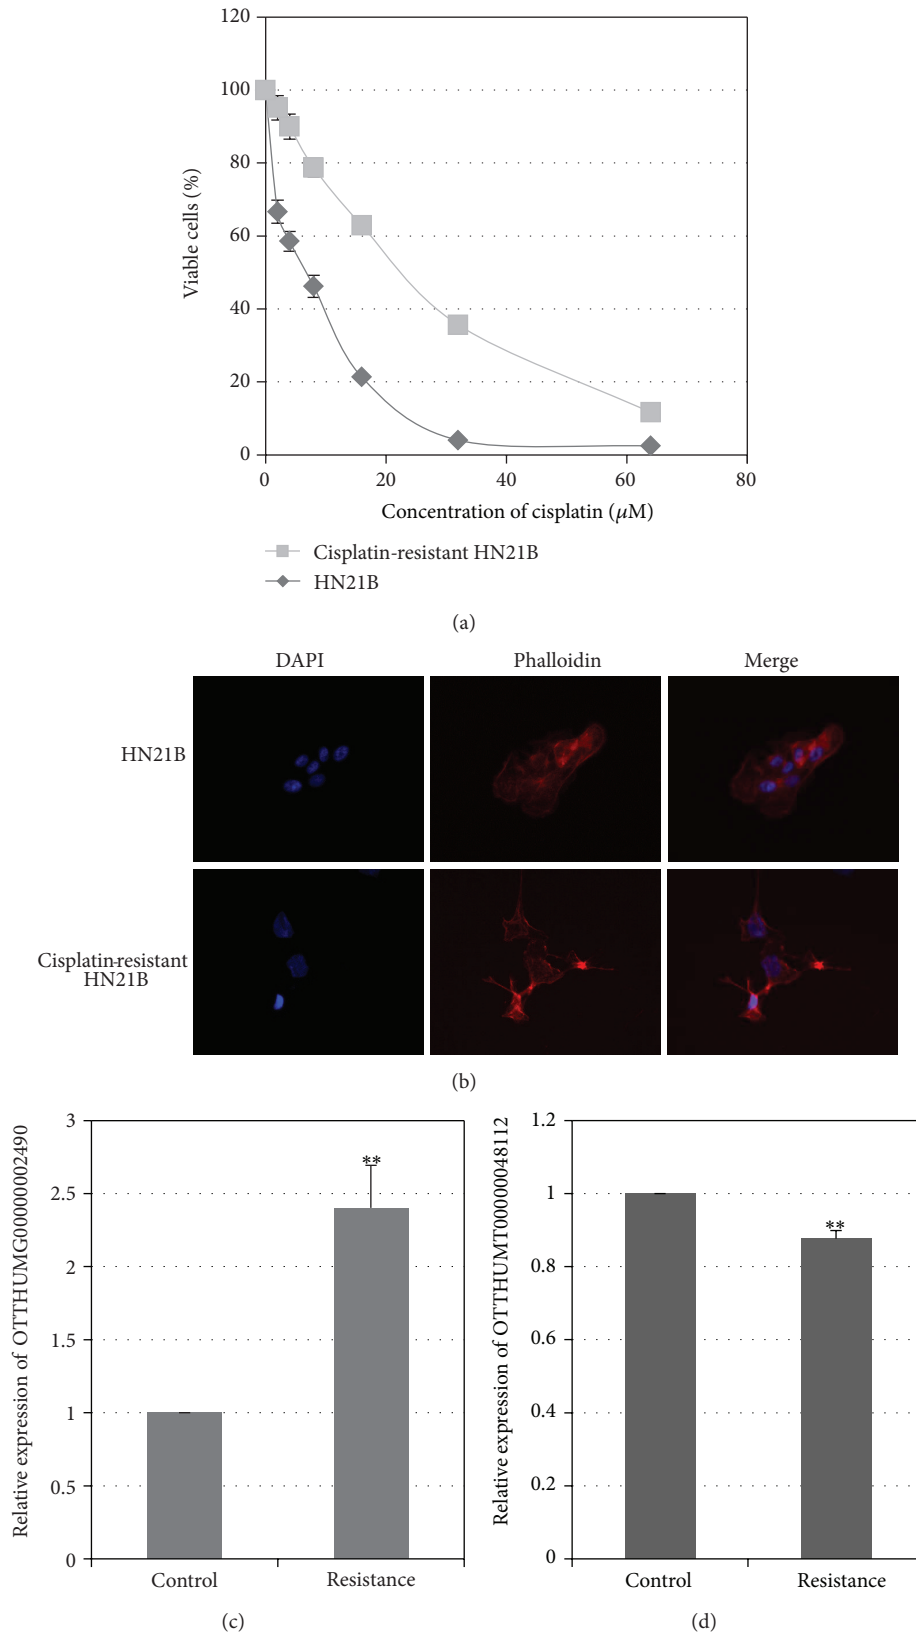 120
100
80
60
40
20
0
Viable cells (%)
0 20 40 60 80
Concentration of cisplatin (μM)
Cisplatin-resistant HN21B
HN21B
(a)
DAPI Phalloidin Merge
HN21B
Cisplatin-resistant
HN21B
(b)
3
2.5
2
1.5
1
0.5
0
Relative expression of OTTHUMG00000002490
**
Control Resistance
(c)
1.2
1
0.8
0.6
0.4
0.2
0
Relative expression of OTTHUMT00000048112
**
Control Resistance
(d)